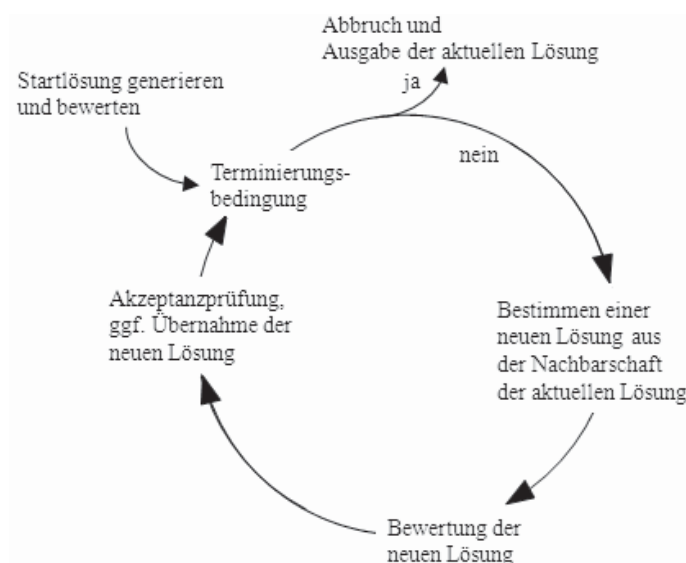 Abbruch und
Ausgabe der aktuellen Lösung
Startlösung generieren
und bewerten
ja
nein
Terminierungs-
bedingung
Akzeptanzprüfung,
ggf. Übernahme der
neuen Lösung
Bestimmen einer
neuen Lösung aus
der Nachbarschaft
der aktuellen Lösung
Bewertung der
neuen Lösung